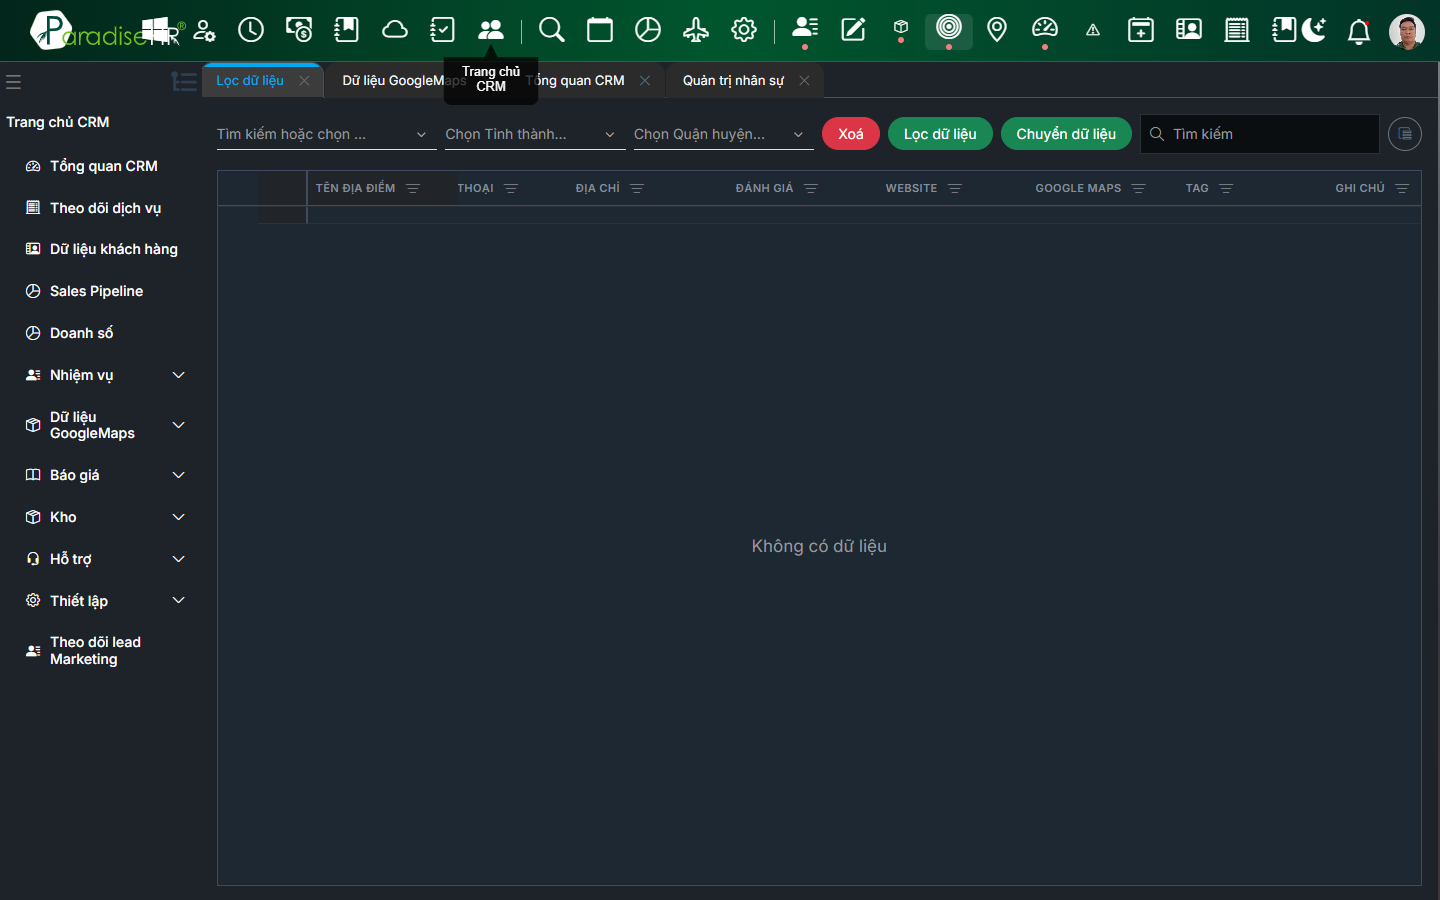 ParadiseHR®
Trang chủ
CRM
Lọc dữ liệu
Dữ liệu GoogleMaps
Tổng quan CRM
Quản trị nhân sự
Trang chủ CRM
Tổng quan CRM
Theo dõi dịch vụ
Dữ liệu khách hàng
Sales Pipeline
Doanh số
Nhiệm vụ
Dữ liệu
GoogleMaps
Báo giá
Kho
Hỗ trợ
Thiết lập
Theo dõi lead
Marketing
Tìm kiếm hoặc chọn ...
Chọn Tỉnh thành...
Chọn Quận huyện...
Xoá
Lọc dữ liệu
Chuyển dữ liệu
Tìm kiếm
TÊN ĐỊA ĐIỂM
THOẠI
ĐỊA CHỈ
ĐÁNH GIÁ
WEBSITE
GOOGLE MAPS
TAG
GHI CHÚ
Không có dữ liệu